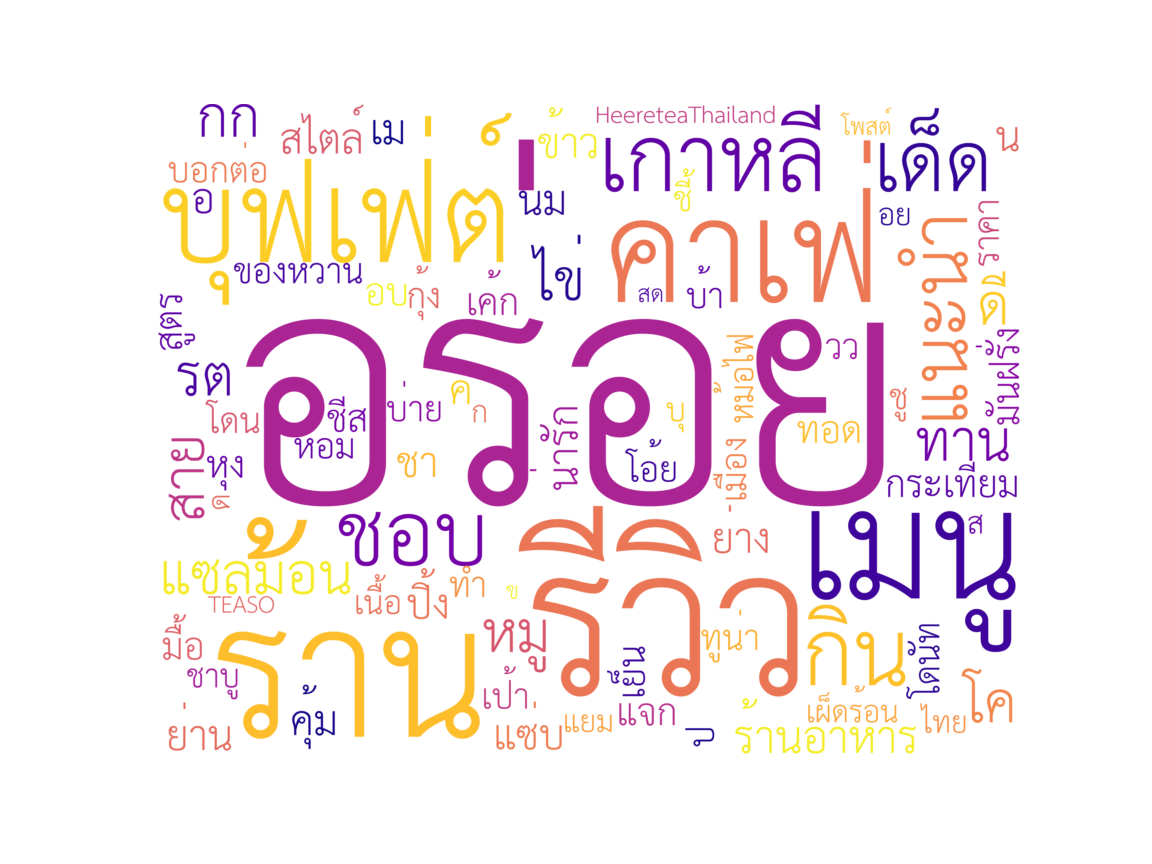 กก
สไตล์
เม
ข้าว
HeereteaThailand
เกาหลี
โพสต์
เด็ด
น
บอกต่อ
อ
บุฟเฟ่ต์
นม
ชี้
คาเฟ่
อย
แนะนำ
ราคา
ของหวาน
อบ
กุ้ง
เค้ก
ไข่
สด
บ้า
ดี
สูตร
รต
อรอย
วว
มันฝรั่ง
โดน
ชีส
หอม
บ่าย
ค
ก
น่ารัก
บุ
หม้อไฟ
ทอด
ชู
ทาน
สาย
หุง
ด
ชา
โอ้ย
เมือง
กระเทียม
ชอบ
รีวิว
ย่าง
เมนู
ส
แซลม้อน
TEASO
เนื้อ
ปิ้ง
ทำ
ข
มื้อ
ราน
หมู
ทูน่า
กิน
โดนัท
ชาบู
คุ้ม
เป้า
เย็น
แจก
เผ็ดร้อน
โค
ย่าน
แซ่บ
แยม
ป
ร้านอาหาร
ไทย